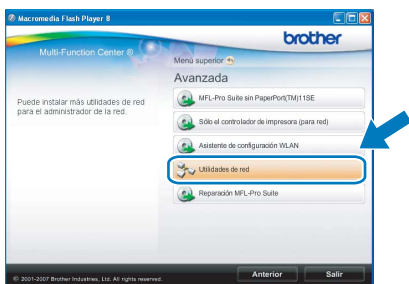 Macromedia Flash Player 8
brother
Multi-Function Center ®
Menú superior
Avanzada
Puede instalar más utilidades de red
para el administrador de la red.
MFL-Pro Suite sin PaperPort(TM)11SE
Sólo el controlador de impresora (para red)
Asistente de configuración WLAN
Utilidades de red
Reparación MFL-Pro Suite
© 2001-2007 Brother Industries, Ltd. All rights reserved.
Anterior
Salir